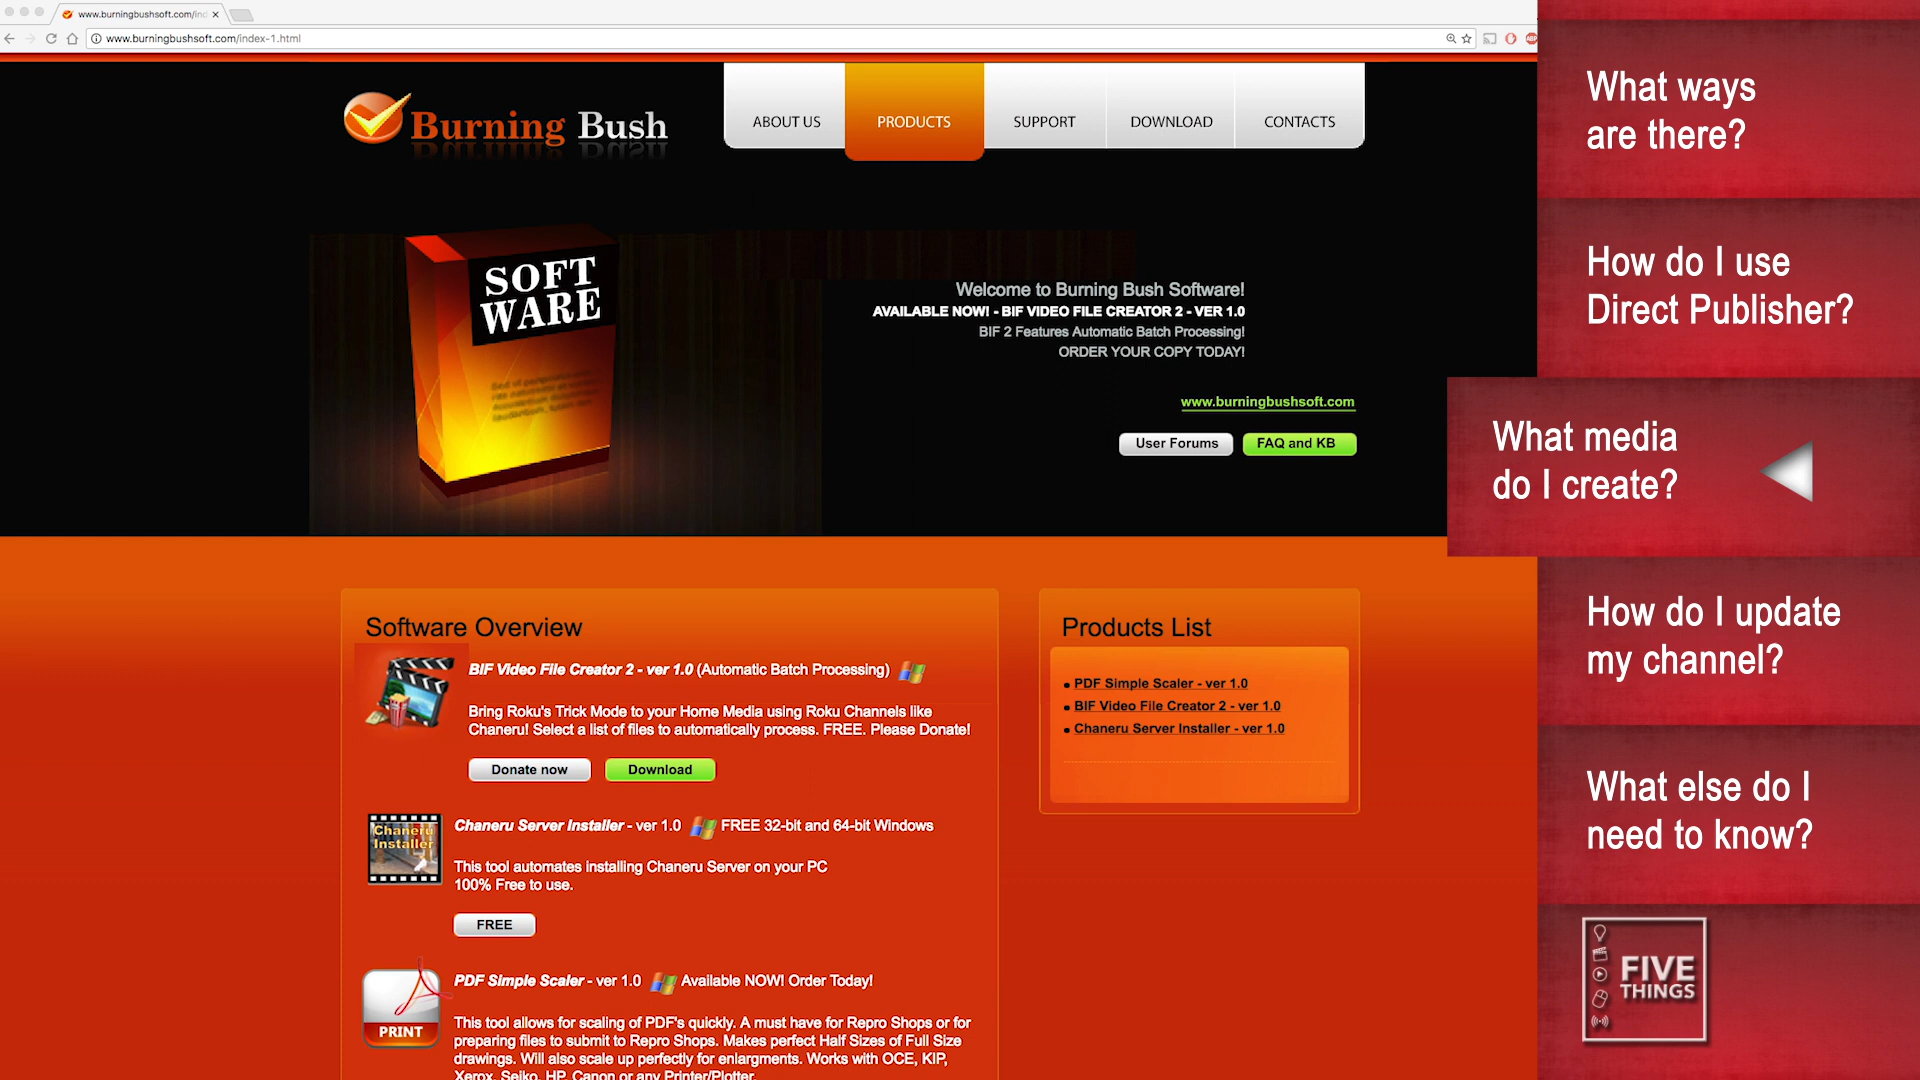 www.burningbushsoft.com/ind
www.burningbushsoft.com/index-1.html
ABP
Burning Bush
ABOUT US
PRODUCTS
SUPPORT
DOWNLOAD
CONTACTS
SOFT
WARE
Welcome to Burning Bush Software!
AVAILABLE NOW! - BIF VIDEO FILE CREATOR 2 - VER 1.0
BIF 2 Features Automatic Batch Processing!
ORDER YOUR COPY TODAY!
www.burningbushsoft.com
User Forums
FAQ and KB
Software Overview
BIF Video File Creator 2 - ver 1.0 (Automatic Batch Processing)
Bring Roku's Trick Mode to your Home Media using Roku Channels like
Chaneru! Select a list of files to automatically process. FREE. Please Donate!
Donate now
Download
Chaneru
Installer
Chaneru Server Installer - ver 1.0 FREE 32-bit and 64-bit Windows
This tool automates installing Chaneru Server on your PC
100% Free to use.
FREE
PRINT
PDF Simple Scaler - ver 1.0 Available NOW! Order Today!
This tool allows for scaling of PDF's quickly. A must have for Repro Shops or for
preparing files to submit to Repro Shops. Makes perfect Half Sizes of Full Size
drawings. Will also scale up perfectly for enlargments. Works with OCE, KIP,
Xerox, Seiko, HP, Canon or any Printer/Plotter.
Products List
PDF Simple Scaler - ver 1.0
BIF Video File Creator 2 - ver 1.0
Chaneru Server Installer - ver 1.0
What ways
are there?
How do I use
Direct Publisher?
What media
do I create?
How do I update
my channel?
What else do I
need to know?
FIVE
THINGS